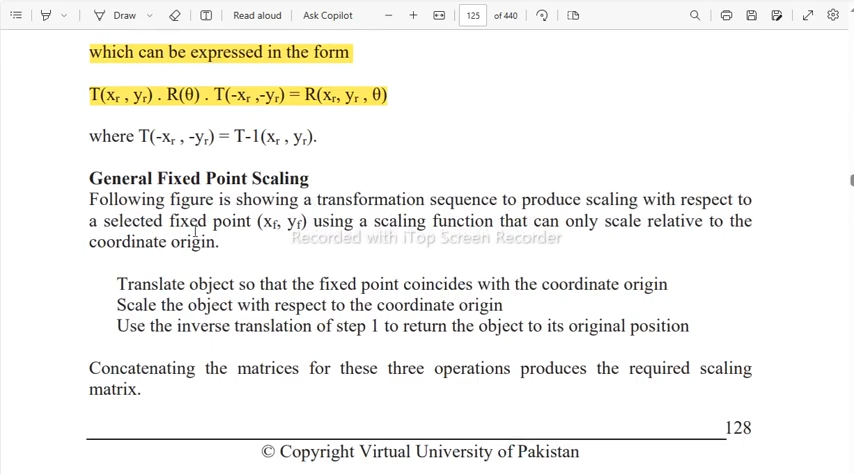 Draw
Read aloud
Ask Copilot
125
of 440
which can be expressed in the form
T(xᵣ , yᵣ) . R(θ) . T(-xᵣ ,-yᵣ) = R(xᵣ, yᵣ , θ)
where T(-xᵣ , -yᵣ) = T-1(xᵣ , yᵣ).
General Fixed Point Scaling
Following figure is showing a transformation sequence to produce scaling with respect to
a selected fixed point (x_f, y_f) using a scaling function that can only scale relative to the
coordinate origin.
Recorded with iTop Screen Recorder
Translate object so that the fixed point coincides with the coordinate origin
Scale the object with respect to the coordinate origin
Use the inverse translation of step 1 to return the object to its original position
Concatenating the matrices for these three operations produces the required scaling
matrix.
128
© Copyright Virtual University of Pakistan